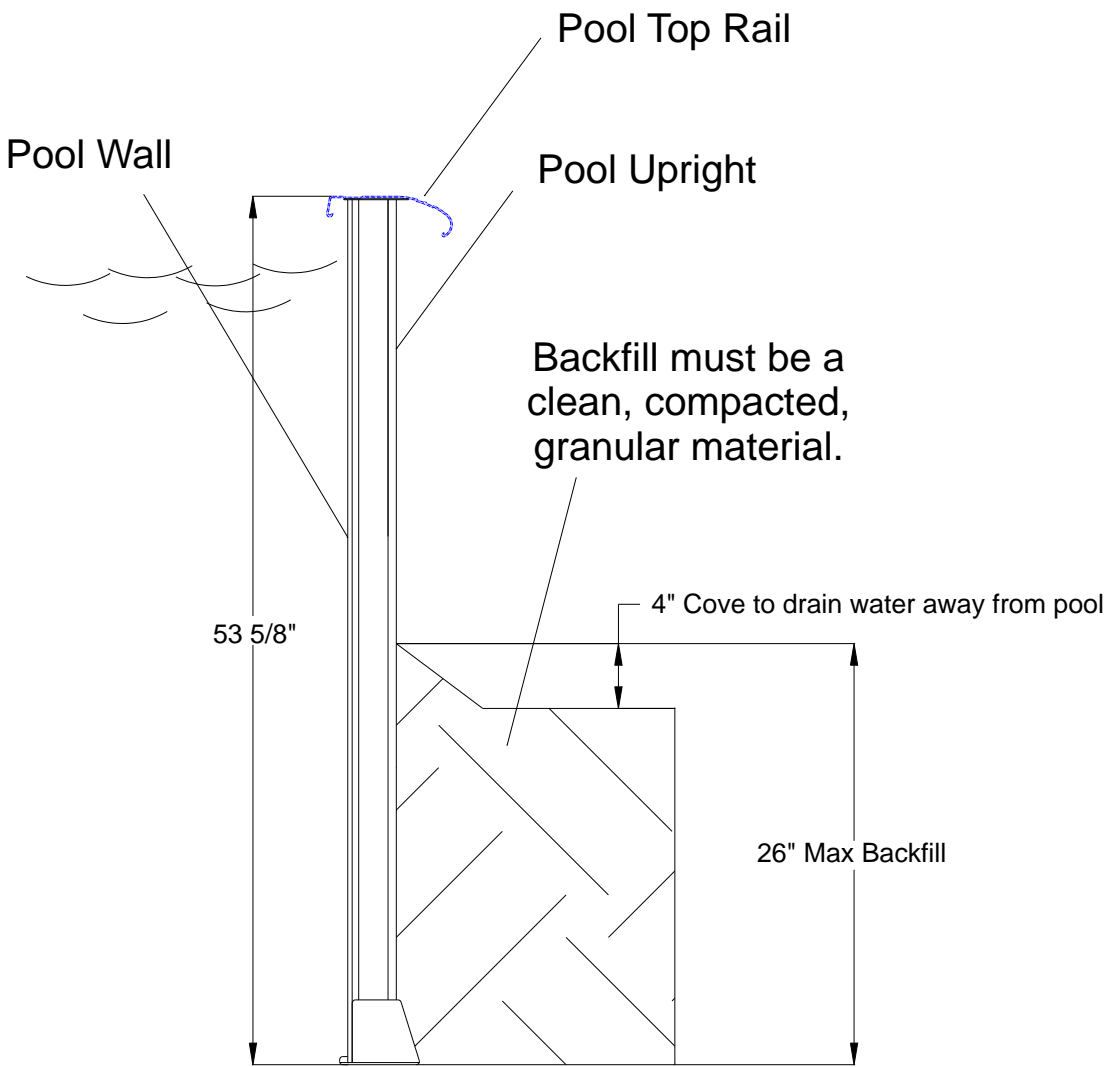 Pool Top Rail
Pool Wall
Pool Upright
Backfill must be a
clean, compacted,
granular material.
4" Cove to drain water away from pool
53 5/8"
26" Max Backfill